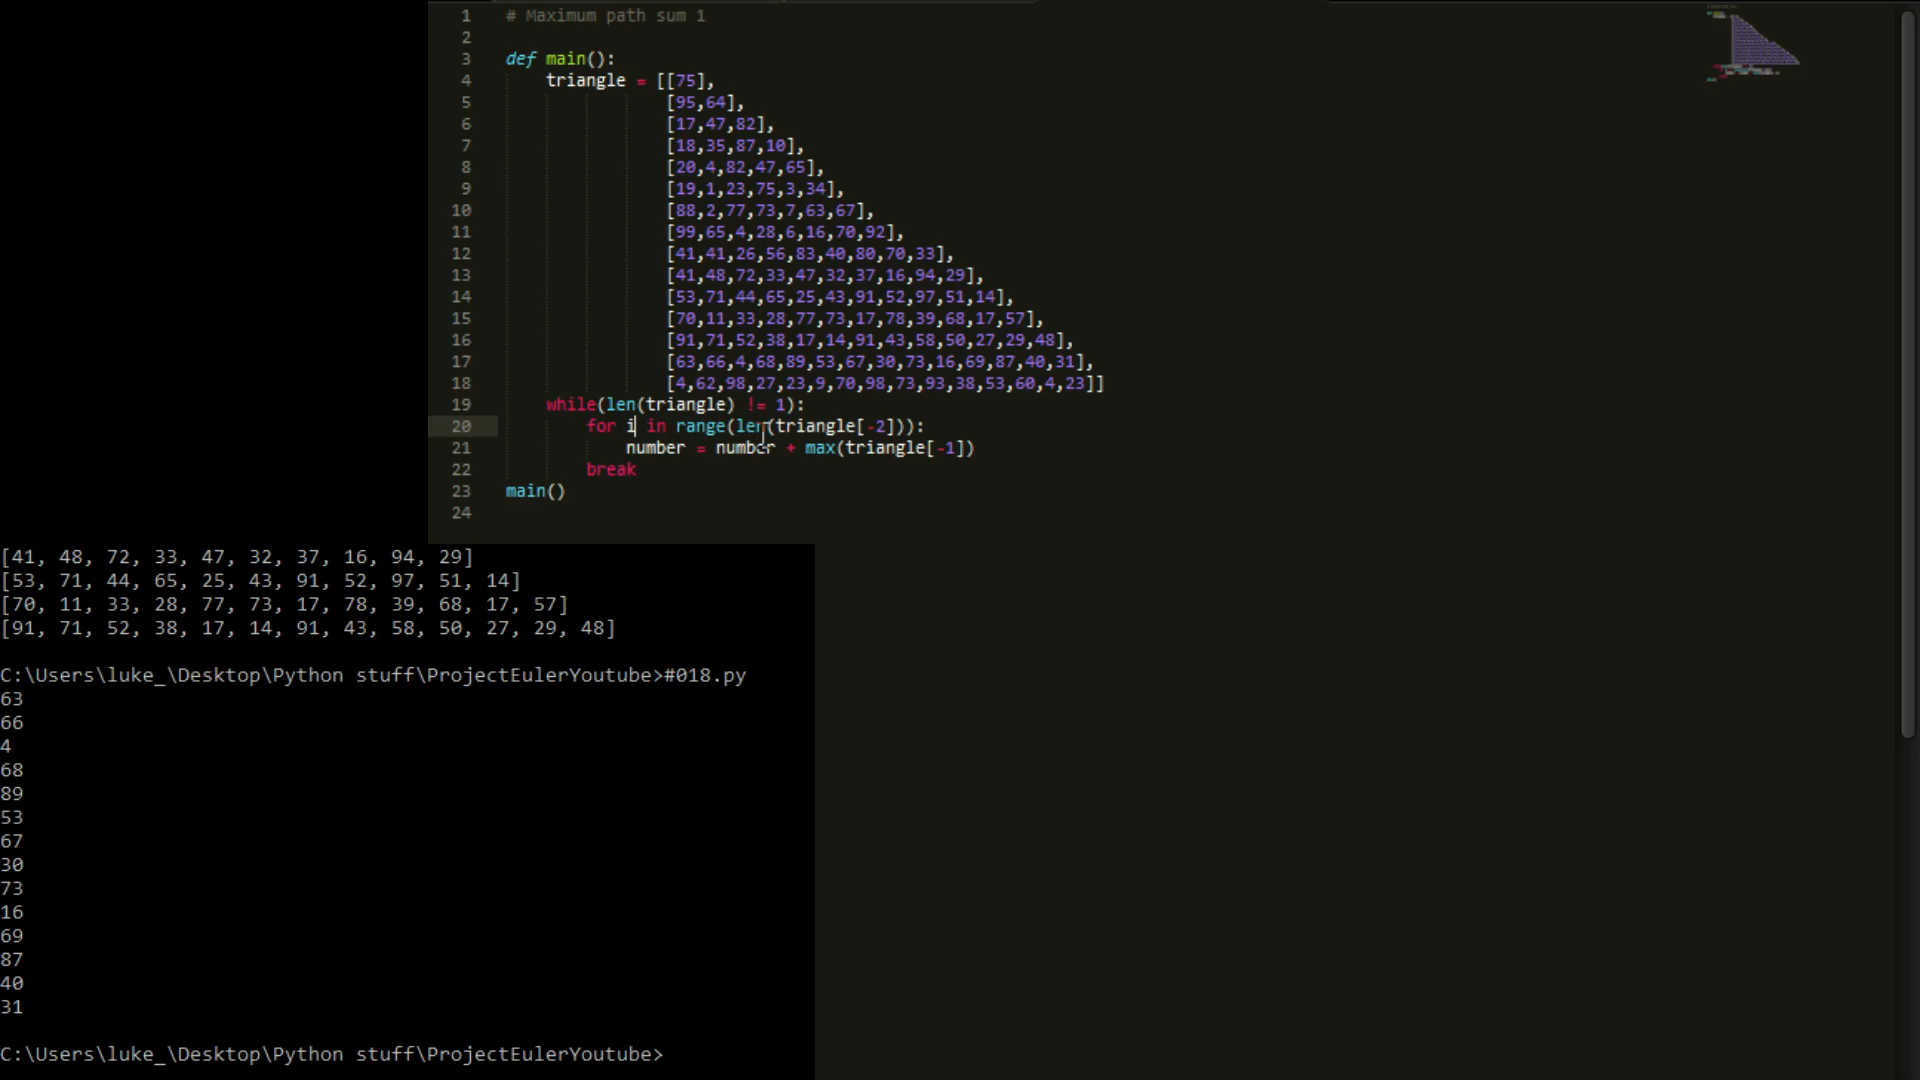 1 # Maximum path sum 1
2
3 def main():
4 triangle = [[75],
5 [95,64],
6 [17,47,82],
7 [18,35,87,10],
8 [20,4,82,47,65],
9 [19,1,23,75,3,34],
10 [88,2,77,73,7,63,67],
11 [99,65,4,28,6,16,70,92],
12 [41,41,26,56,83,40,80,70,33],
13 [41,48,72,33,47,32,37,16,94,29],
14 [53,71,44,65,25,43,91,52,97,51,14],
15 [70,11,33,28,77,73,17,78,39,68,17,57],
16 [91,71,52,38,17,14,91,43,58,50,27,29,48],
17 [63,66,4,68,89,53,67,30,73,16,69,87,40,31],
18 [4,62,98,27,23,9,70,98,73,93,38,53,60,4,23]]
19 while(len(triangle) != 1):
20 for i in range(len(triangle[-2])):
21 number = number + max(triangle[-1])
22 break
23 main()
24
[41, 48, 72, 33, 47, 32, 37, 16, 94, 29]
[53, 71, 44, 65, 25, 43, 91, 52, 97, 51, 14]
[70, 11, 33, 28, 77, 73, 17, 78, 39, 68, 17, 57]
[91, 71, 52, 38, 17, 14, 91, 43, 58, 50, 27, 29, 48]
C:\Users\luke_\Desktop\Python stuff\ProjectEulerYoutube>#018.py
63
66
4
68
89
53
67
30
73
16
69
87
40
31
C:\Users\luke_\Desktop\Python stuff\ProjectEulerYoutube>